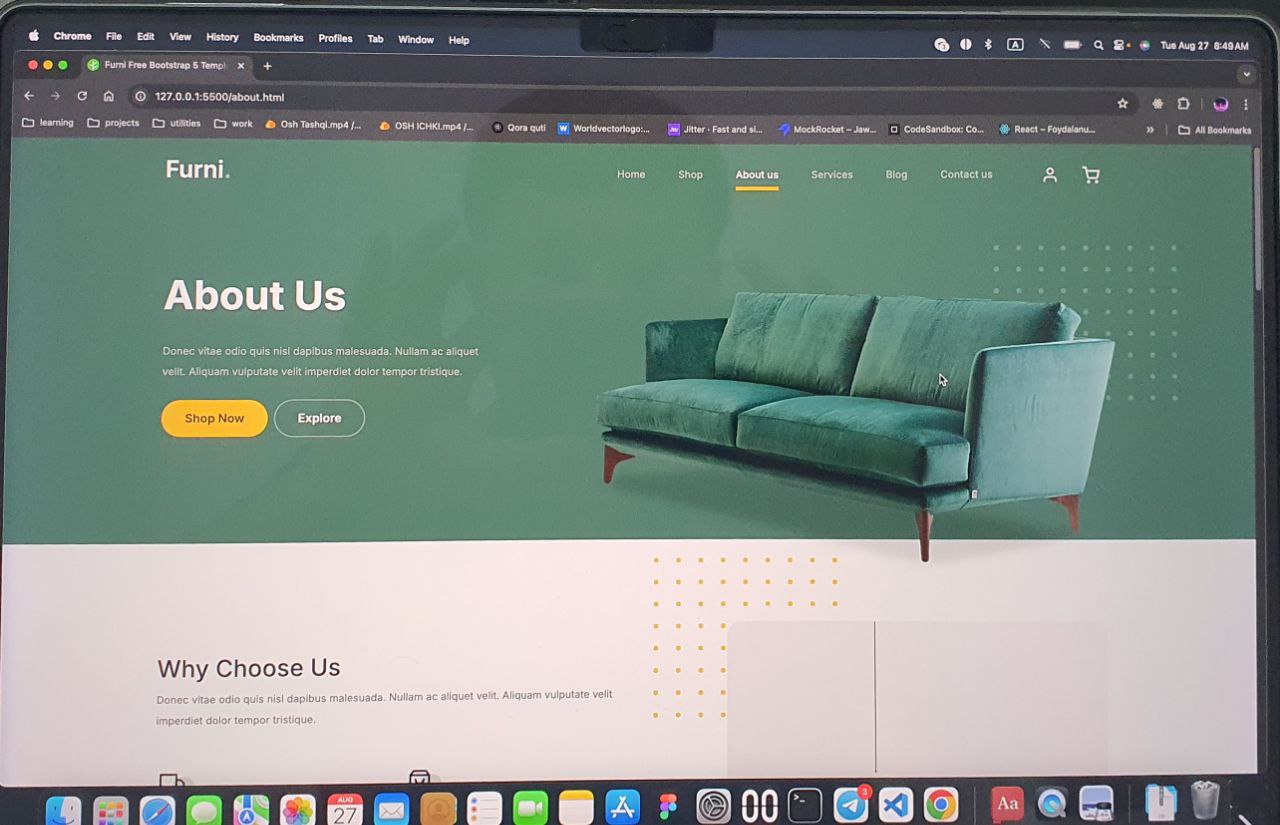 Chrome File Edit View History Bookmarks Profiles Tab Window Help
A
Tue Aug 27 8:49 AM
Furni Free Bootstrap 5 Templ
127.0.0.1:5500/about.html
learning projects utilities work Osh Tashqi.mp4 /... OSH ICHKI.mp4 /... Qora quti W Worldvectorlogo:... Jitter · Fast and si... MockRocket – Jaw... CodeSandbox: Co... React – Foydalanu... » All Bookmarks
Furni.
Home Shop About us Services Blog Contact us
About Us
Donec vitae odio quis nisl dapibus malesuada. Nullam ac aliquet
velit. Aliquam vulputate velit imperdiet dolor tempor tristique.
Shop Now Explore
Why Choose Us
Donec vitae odio quis nisl dapibus malesuada. Nullam ac aliquet velit. Aliquam vulputate velit
imperdiet dolor tempor tristique.
AUG
27
3
Aa